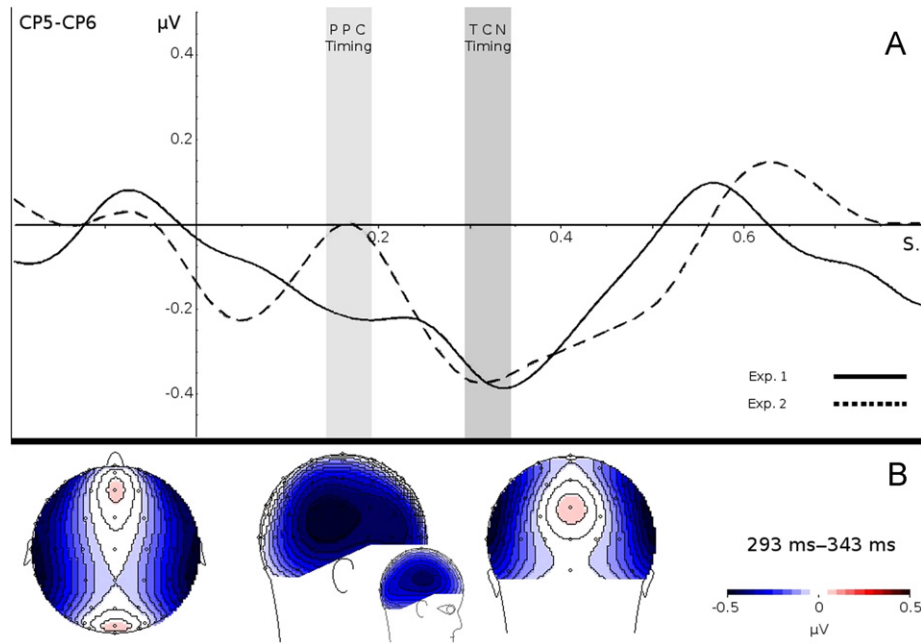 CP5-CP6
µV
P P C
Timing
T C N
Timing
A
0.4
0.2
0.2
0.4
0.6
S.
-0.2
-0.4
Exp. 1
Exp. 2
B
293 ms–343 ms
-0.5
0
0.5
µV